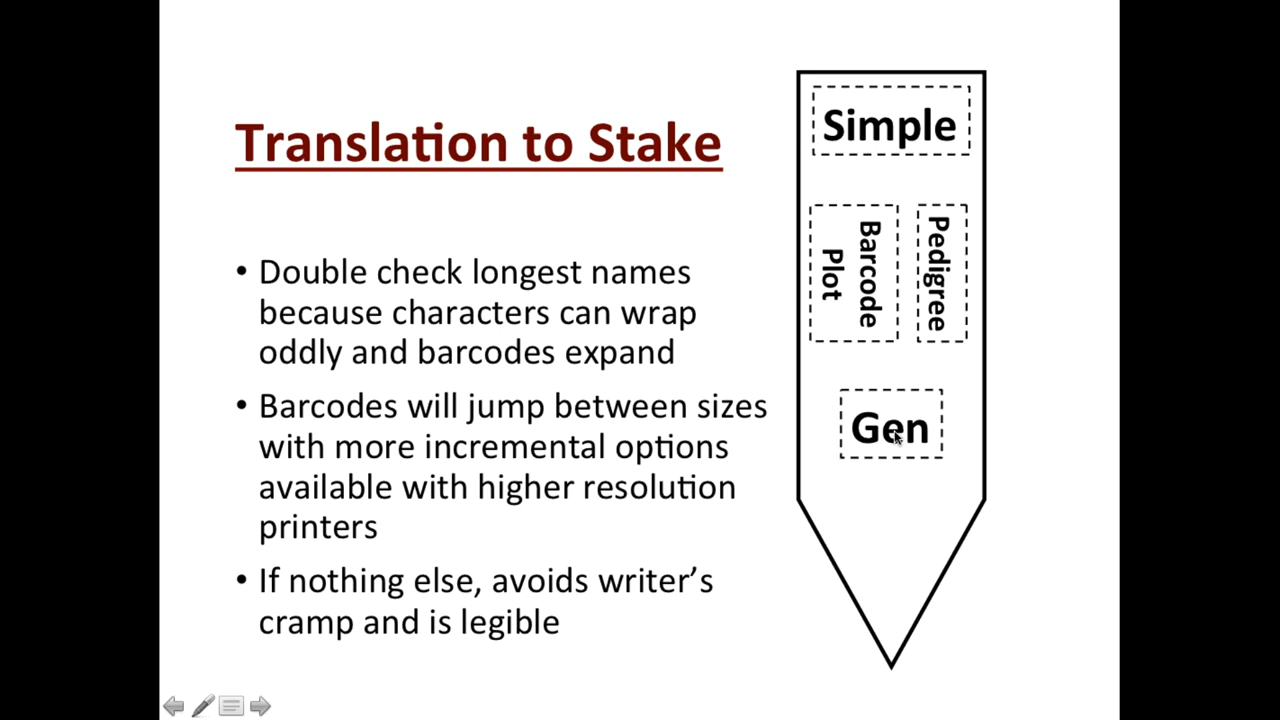 Translation to Stake
• Double check longest names
because characters can wrap
oddly and barcodes expand
• Barcodes will jump between sizes
with more incremental options
available with higher resolution
printers
• If nothing else, avoids writer’s
cramp and is legible
Simple
Barcode
Plot
Pedigree
Gen